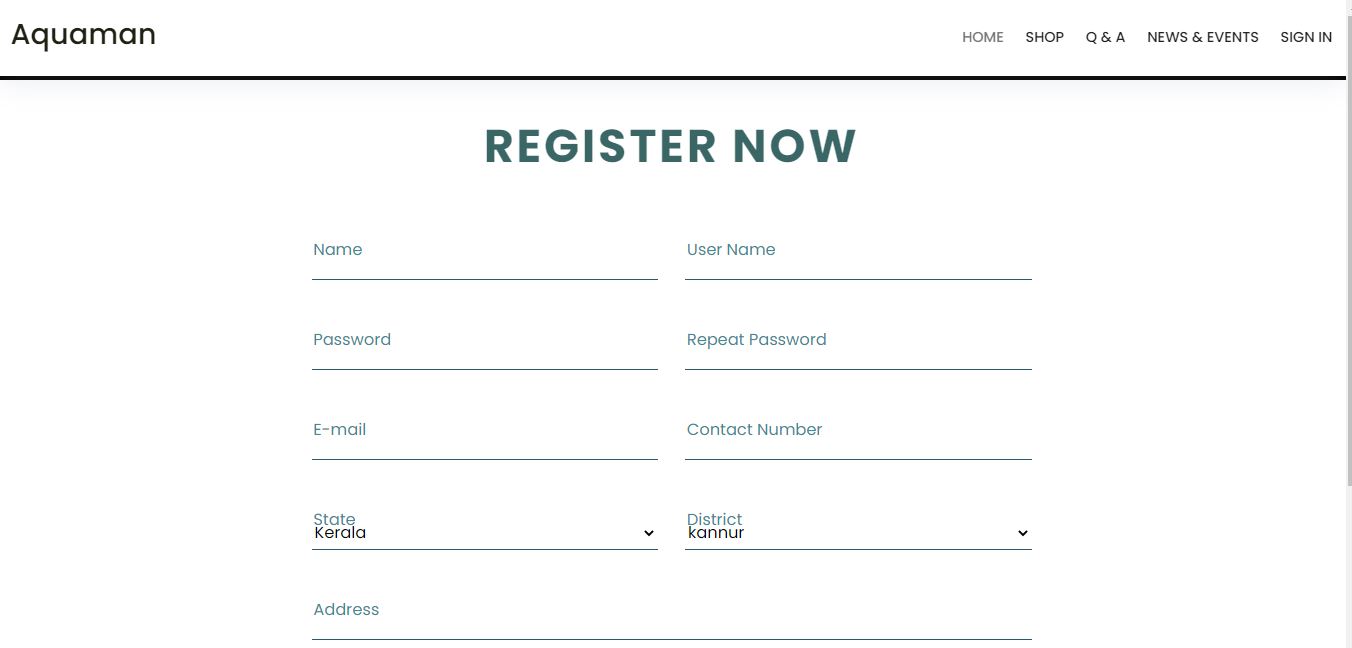 Aquaman
HOME SHOP Q & A NEWS & EVENTS SIGN IN
REGISTER NOW
Name User Name
Password Repeat Password
E-mail Contact Number
State District
Kerala kannur
Address